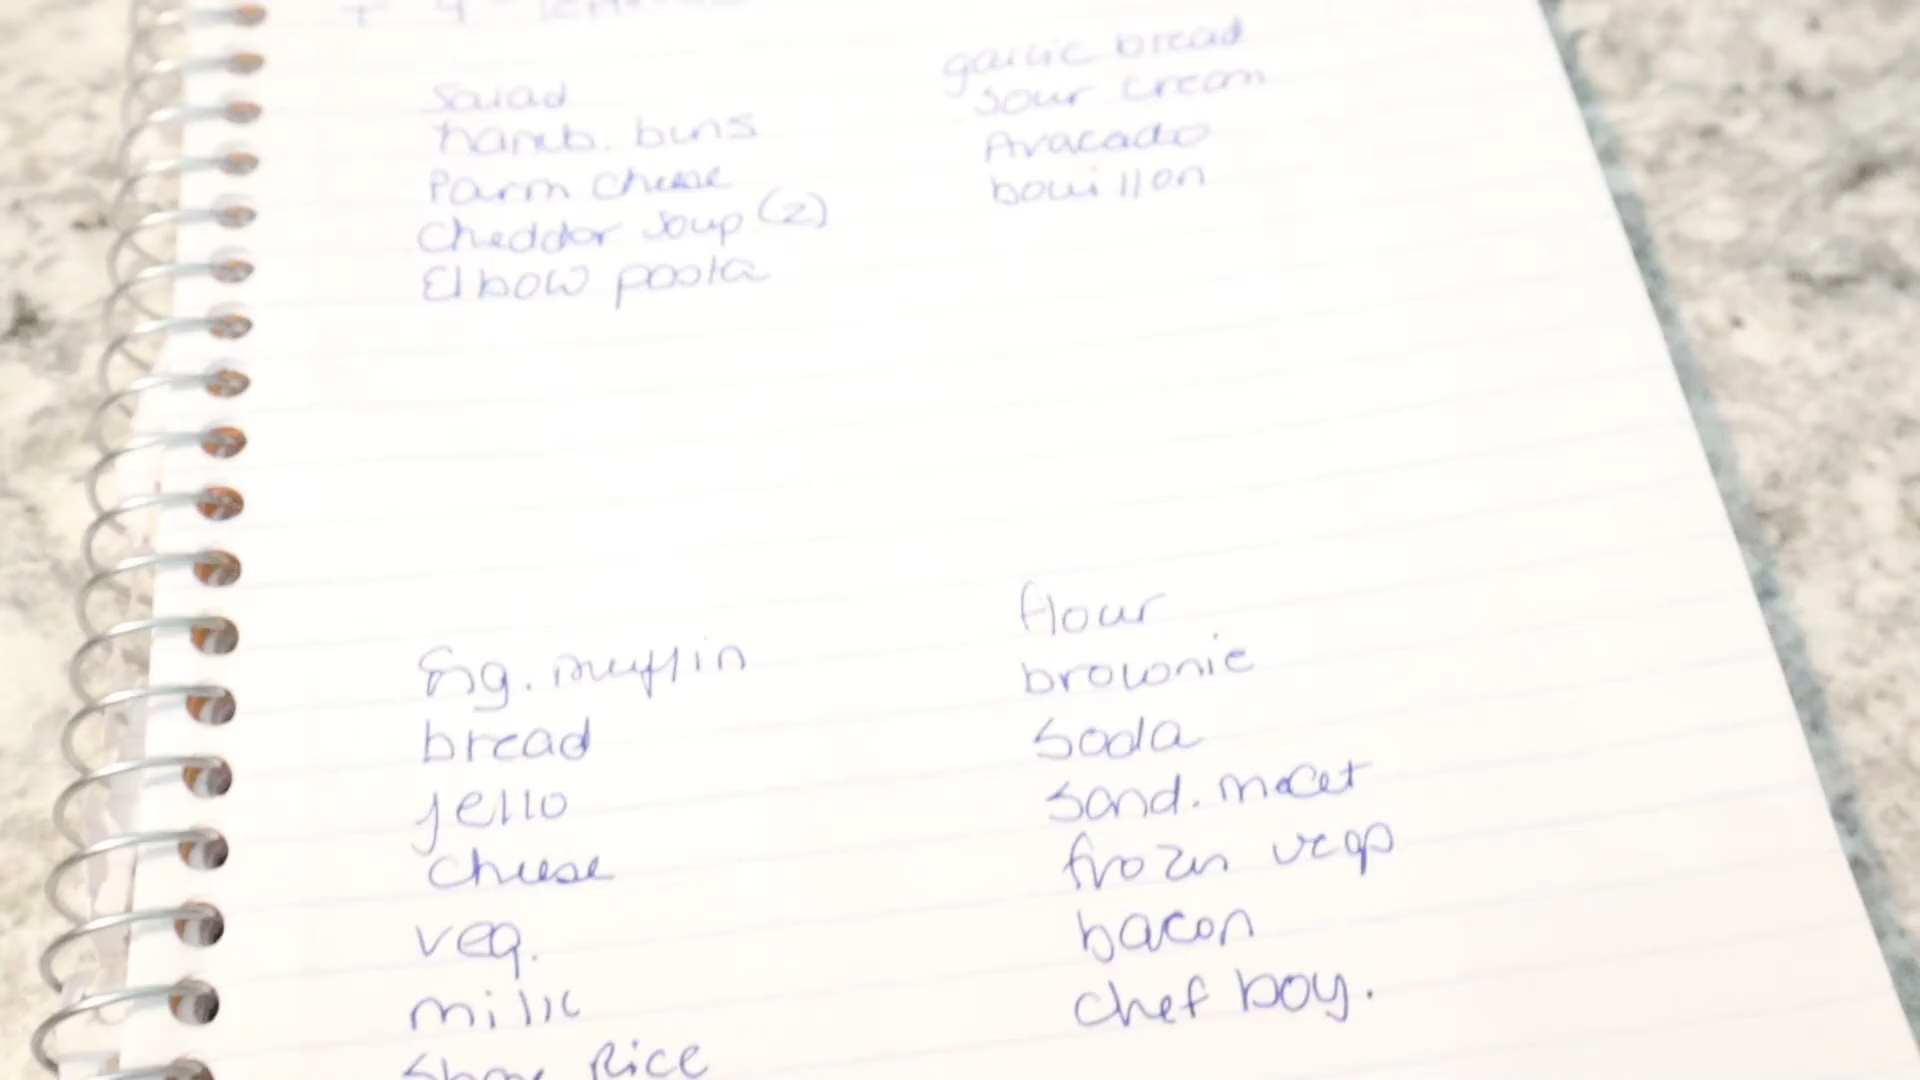 Salad
hamb. buns
Parm Cheese
Cheddar Soup (2)
Elbow pasta
garlic bread
Sour Cream
Avacado
bouillon
Eng. muffin
bread
jello
cheese
veg.
milk
Rice
flour
brownie
soda
sand. meat
frozen vegs
bacon
chef boy.